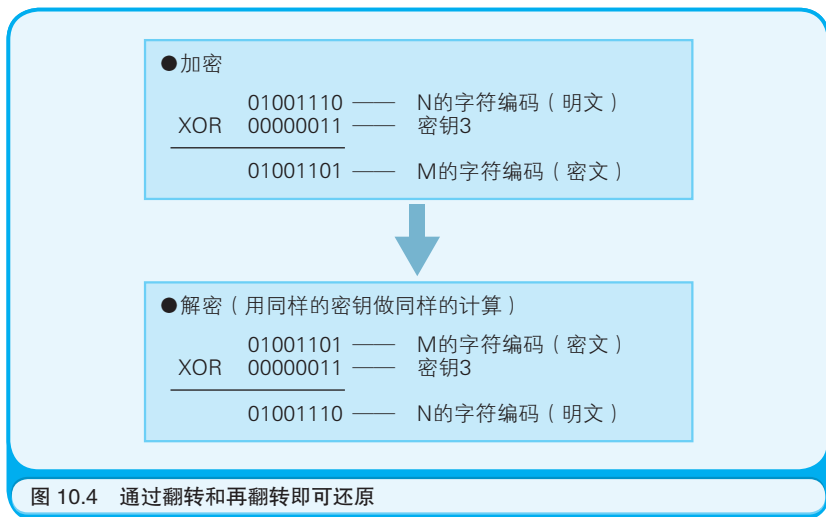 ●加密
01001110 —— N的字符编码（明文）
XOR 00000011 —— 密钥3
01001101 —— M的字符编码（密文）
●解密（用同样的密钥做同样的计算）
01001101 —— M的字符编码（密文）
XOR 00000011 —— 密钥3
01001110 —— N的字符编码（明文）
图 10.4 通过翻转和再翻转即可还原